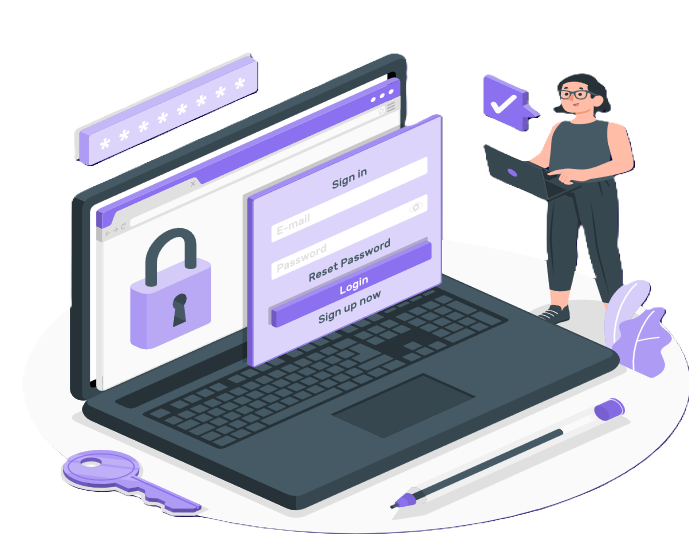 * * * * * * * *
Sign in
E-mail
Password
Reset Password
Login
Sign up now